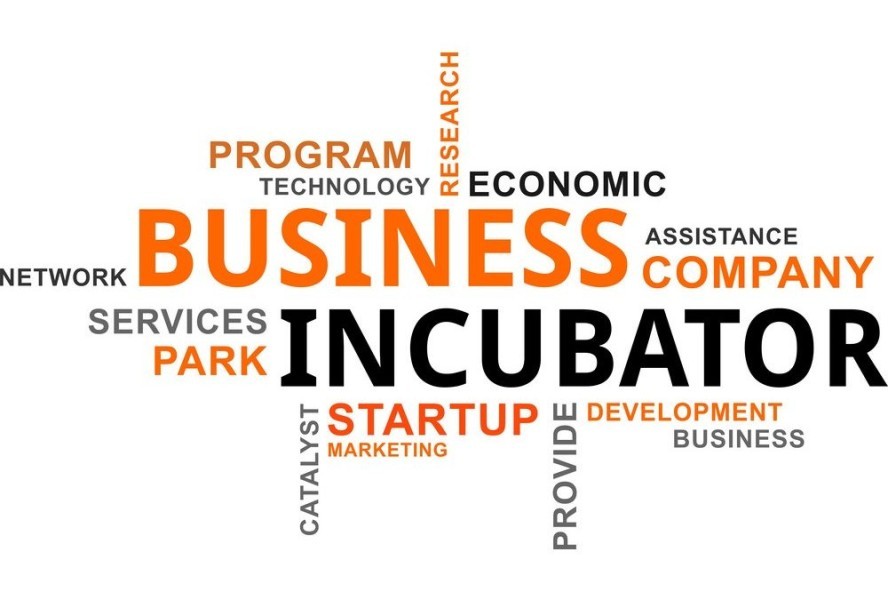 RESEARCH
PROGRAM
TECHNOLOGY
ECONOMIC
BUSINESS
ASSISTANCE
NETWORK
COMPANY
SERVICES
INCUBATOR
PARK
CATALYST
STARTUP
PROVIDE
DEVELOPMENT
MARKETING
BUSINESS